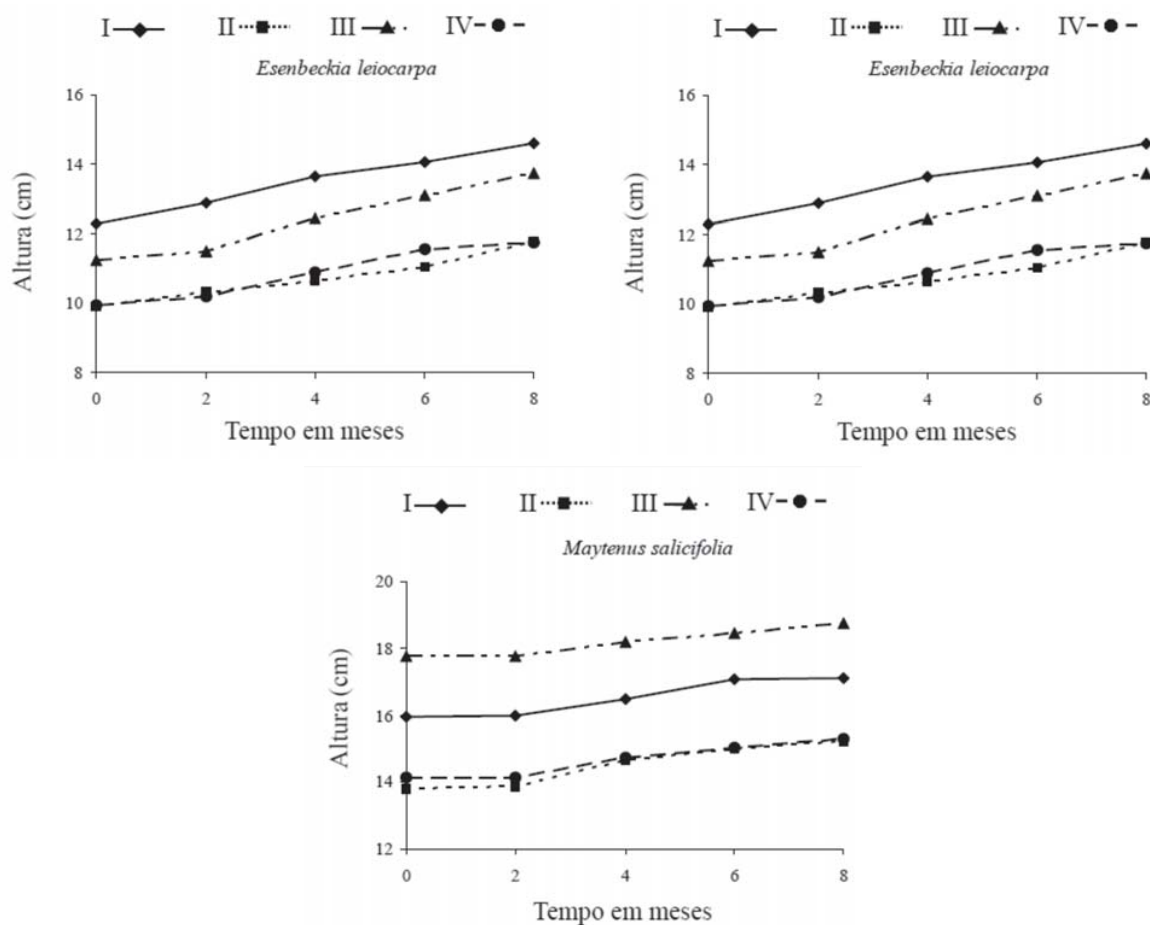 I II III IV
Esenbeckia leiocarpa
Altura (cm)
16
14
12
10
8
0 2 4 6 8
Tempo em meses
I II III IV
Esenbeckia leiocarpa
Altura (cm)
16
14
12
10
8
0 2 4 6 8
Tempo em meses
I II III IV
Maytenus salicifolia
Altura (cm)
20
18
16
14
12
0 2 4 6 8
Tempo em meses